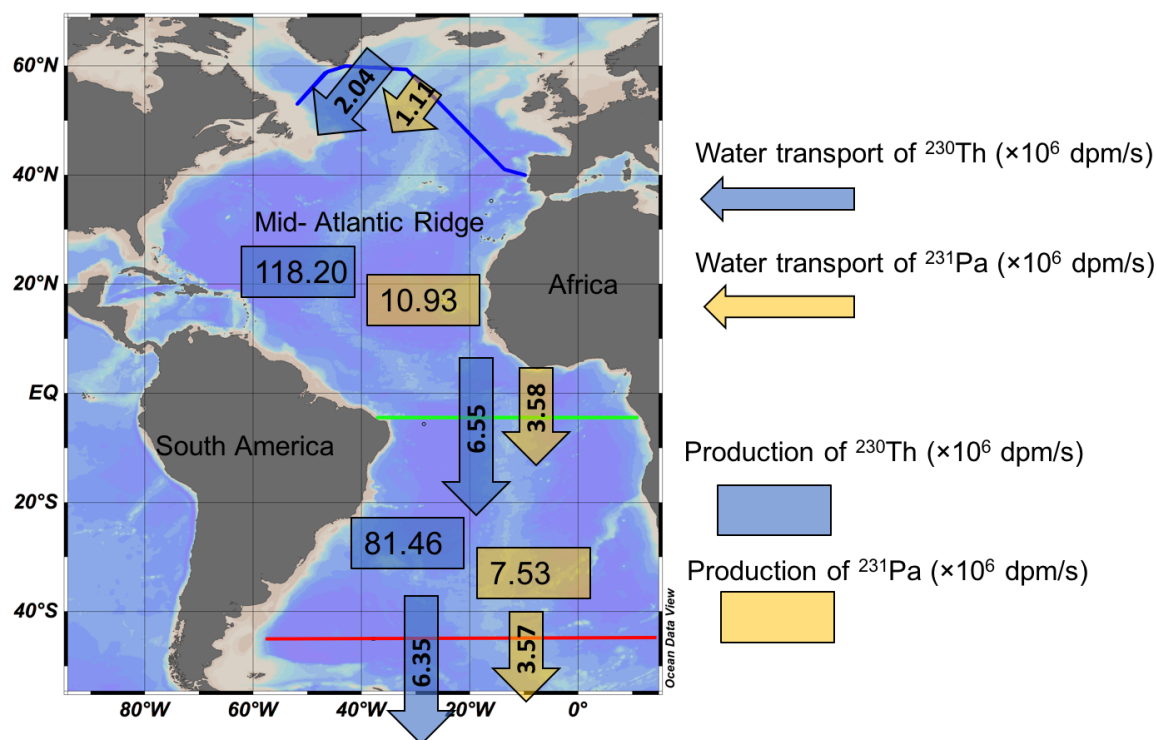 60°N
40°N
20°N
EQ
20°S
40°S
80°W
60°W
40°W
20°W
0°
2.04
1.11
Mid- Atlantic Ridge
118.20
10.93
Africa
South America
6.55
3.58
81.46
7.53
6.35
3.57
Ocean Data View
Water transport of ²³⁰Th (×10⁶ dpm/s)
Water transport of ²³¹Pa (×10⁶ dpm/s)
Production of ²³⁰Th (×10⁶ dpm/s)
Production of ²³¹Pa (×10⁶ dpm/s)